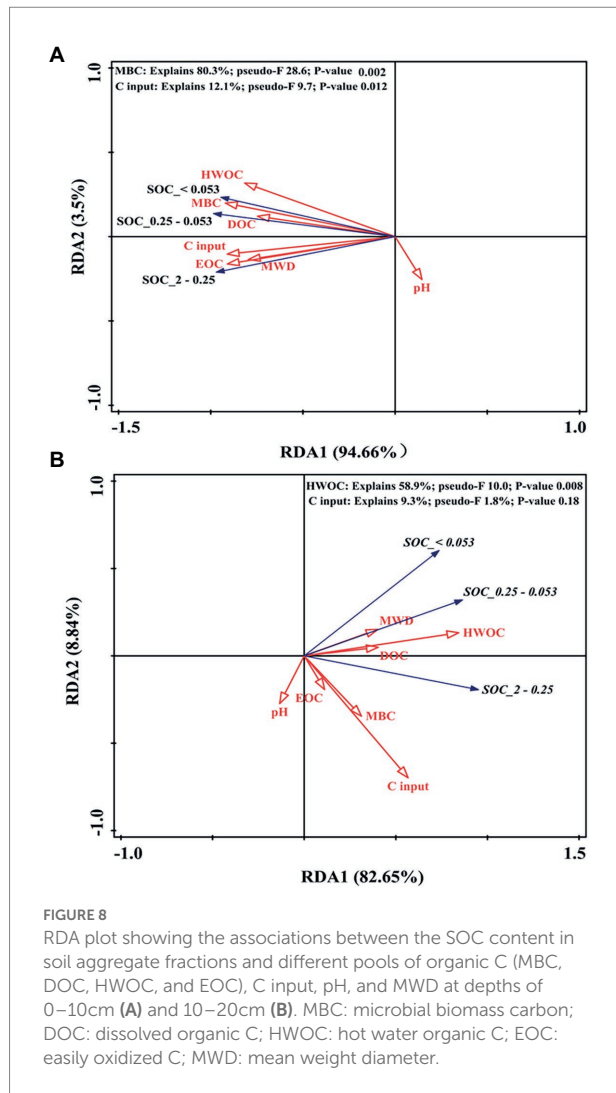 A
1.0
MBC: Explains 80.3%; pseudo-F 28.6; P-value 0.002
C input: Explains 12.1%; pseudo-F 9.7; P-value 0.012
HWOC
SOC_< 0.053
MBC
SOC_0.25 - 0.053
DOC
C input
EOC
MWD
SOC_2 - 0.25
pH
RDA2 (3.5%)
-1.0
-1.5
1.0
RDA1 (94.66%)
B
1.0
HWOC: Explains 58.9%; pseudo-F 10.0; P-value 0.008
C input: Explains 9.3%; pseudo-F 1.8%; P-value 0.18
SOC_< 0.053
SOC_0.25 - 0.053
MWD
HWOC
DOC
SOC_2 - 0.25
EOC
pH
MBC
C input
RDA2 (8.84%)
-1.0
-1.0
1.5
RDA1 (82.65%)
FIGURE 8
RDA plot showing the associations between the SOC content in
soil aggregate fractions and different pools of organic C (MBC,
DOC, HWOC, and EOC), C input, pH, and MWD at depths of
0–10cm (A) and 10–20cm (B). MBC: microbial biomass carbon;
DOC: dissolved organic C; HWOC: hot water organic C; EOC:
easily oxidized C; MWD: mean weight diameter.